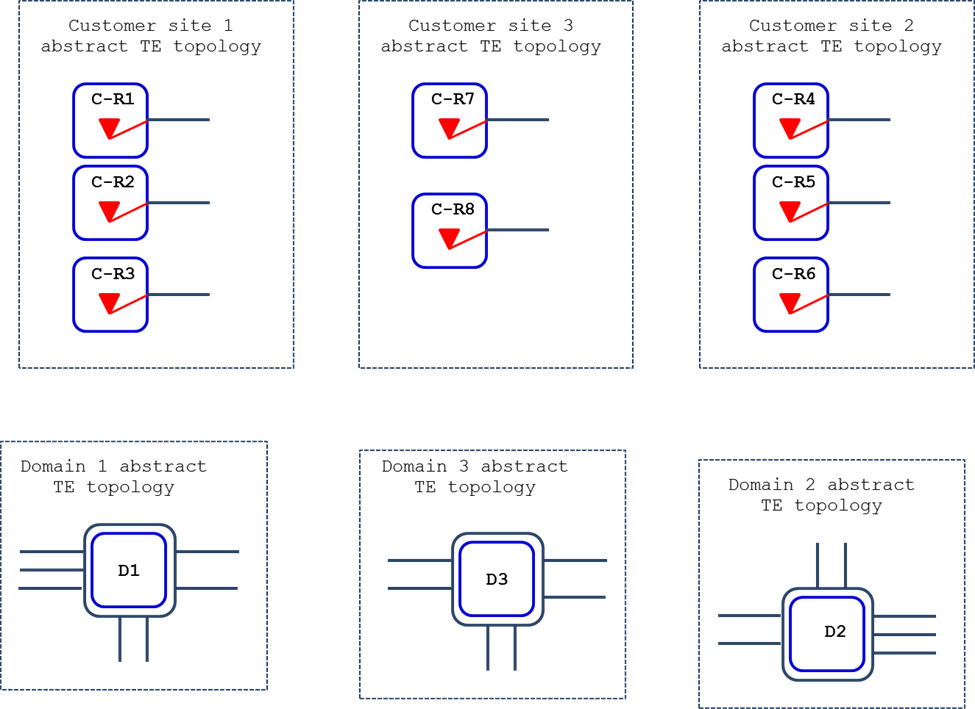 Customer site 1
abstract TE topology
C-R1
C-R2
C-R3
Customer site 3
abstract TE topology
C-R7
C-R8
Customer site 2
abstract TE topology
C-R4
C-R5
C-R6
Domain 1 abstract
TE topology
D1
Domain 3 abstract
TE topology
D3
Domain 2 abstract
TE topology
D2